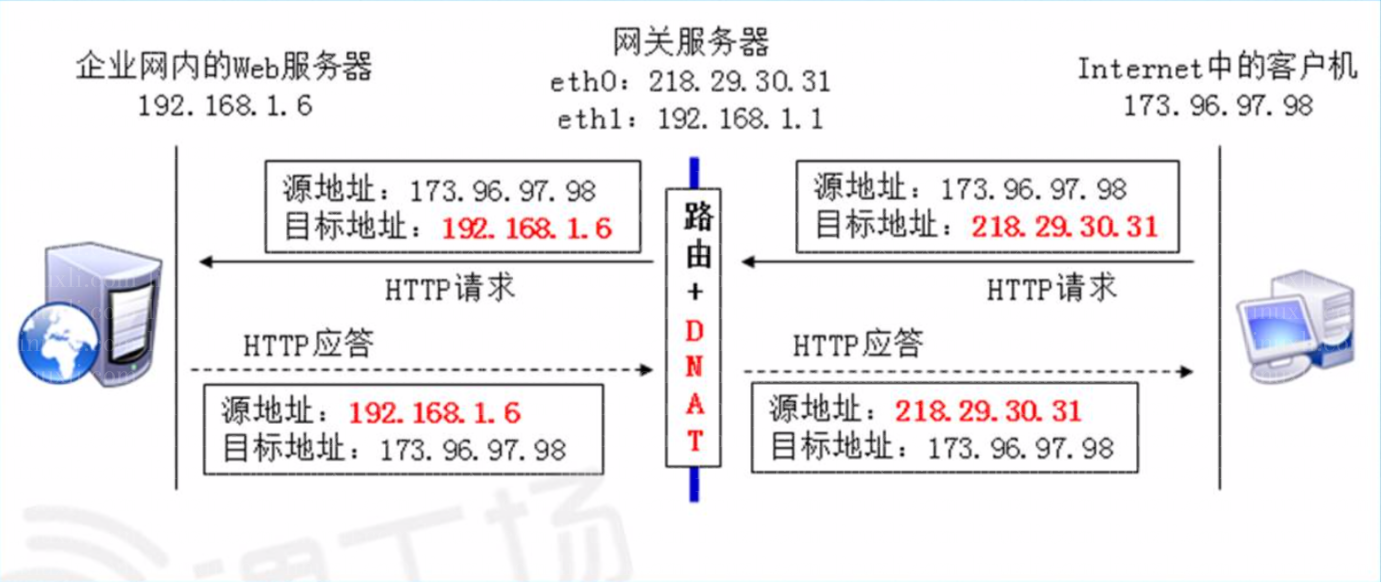 企业网内的Web服务器
192.168.1.6
网关服务器
eth0：218.29.30.31
eth1：192.168.1.1
Internet中的客户机
173.96.97.98
源地址：173.96.97.98
目标地址：192.168.1.6
HTTP请求
HTTP应答
源地址：192.168.1.6
目标地址：173.96.97.98
路由+DNAT
源地址：173.96.97.98
目标地址：218.29.30.31
HTTP请求
HTTP应答
源地址：218.29.30.31
目标地址：173.96.97.98